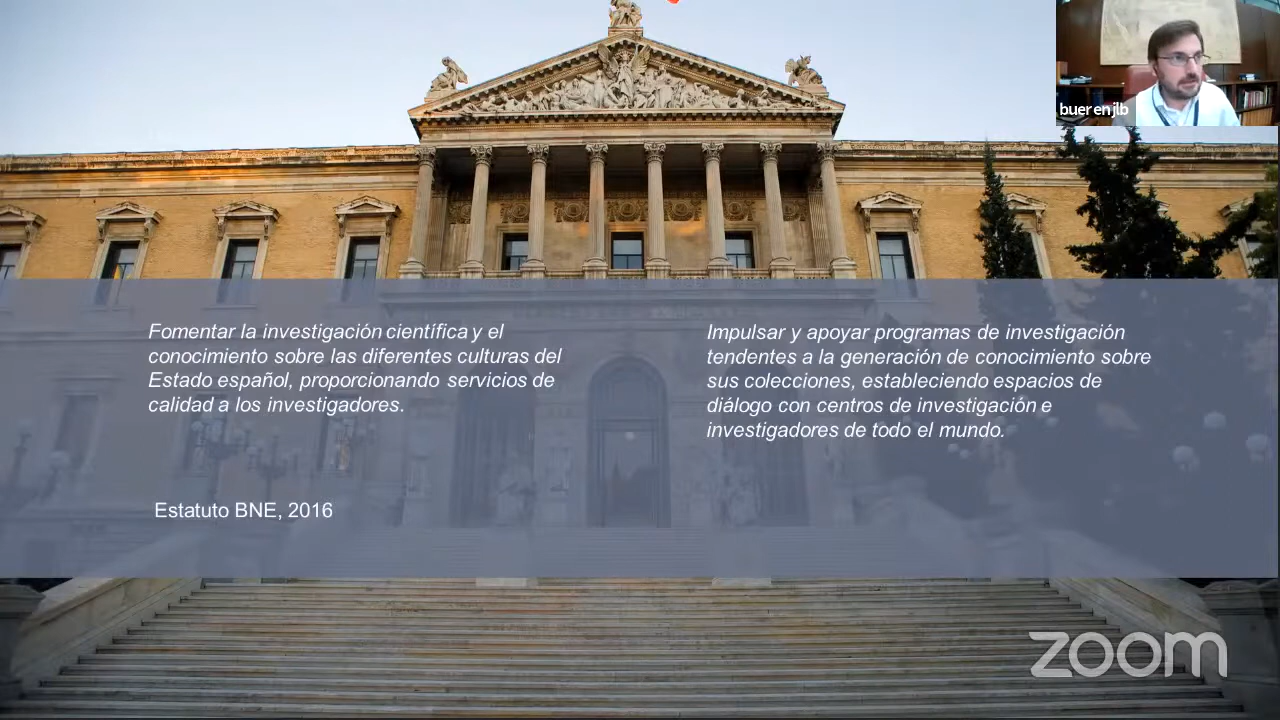 buerenjlb
Fomentar la investigación científica y el
conocimiento sobre las diferentes culturas del
Estado español, proporcionando servicios de
calidad a los investigadores.
Impulsar y apoyar programas de investigación
tendentes a la generación de conocimiento sobre
sus colecciones, estableciendo espacios de
diálogo con centros de investigación e
investigadores de todo el mundo.
Estatuto BNE, 2016
zoom